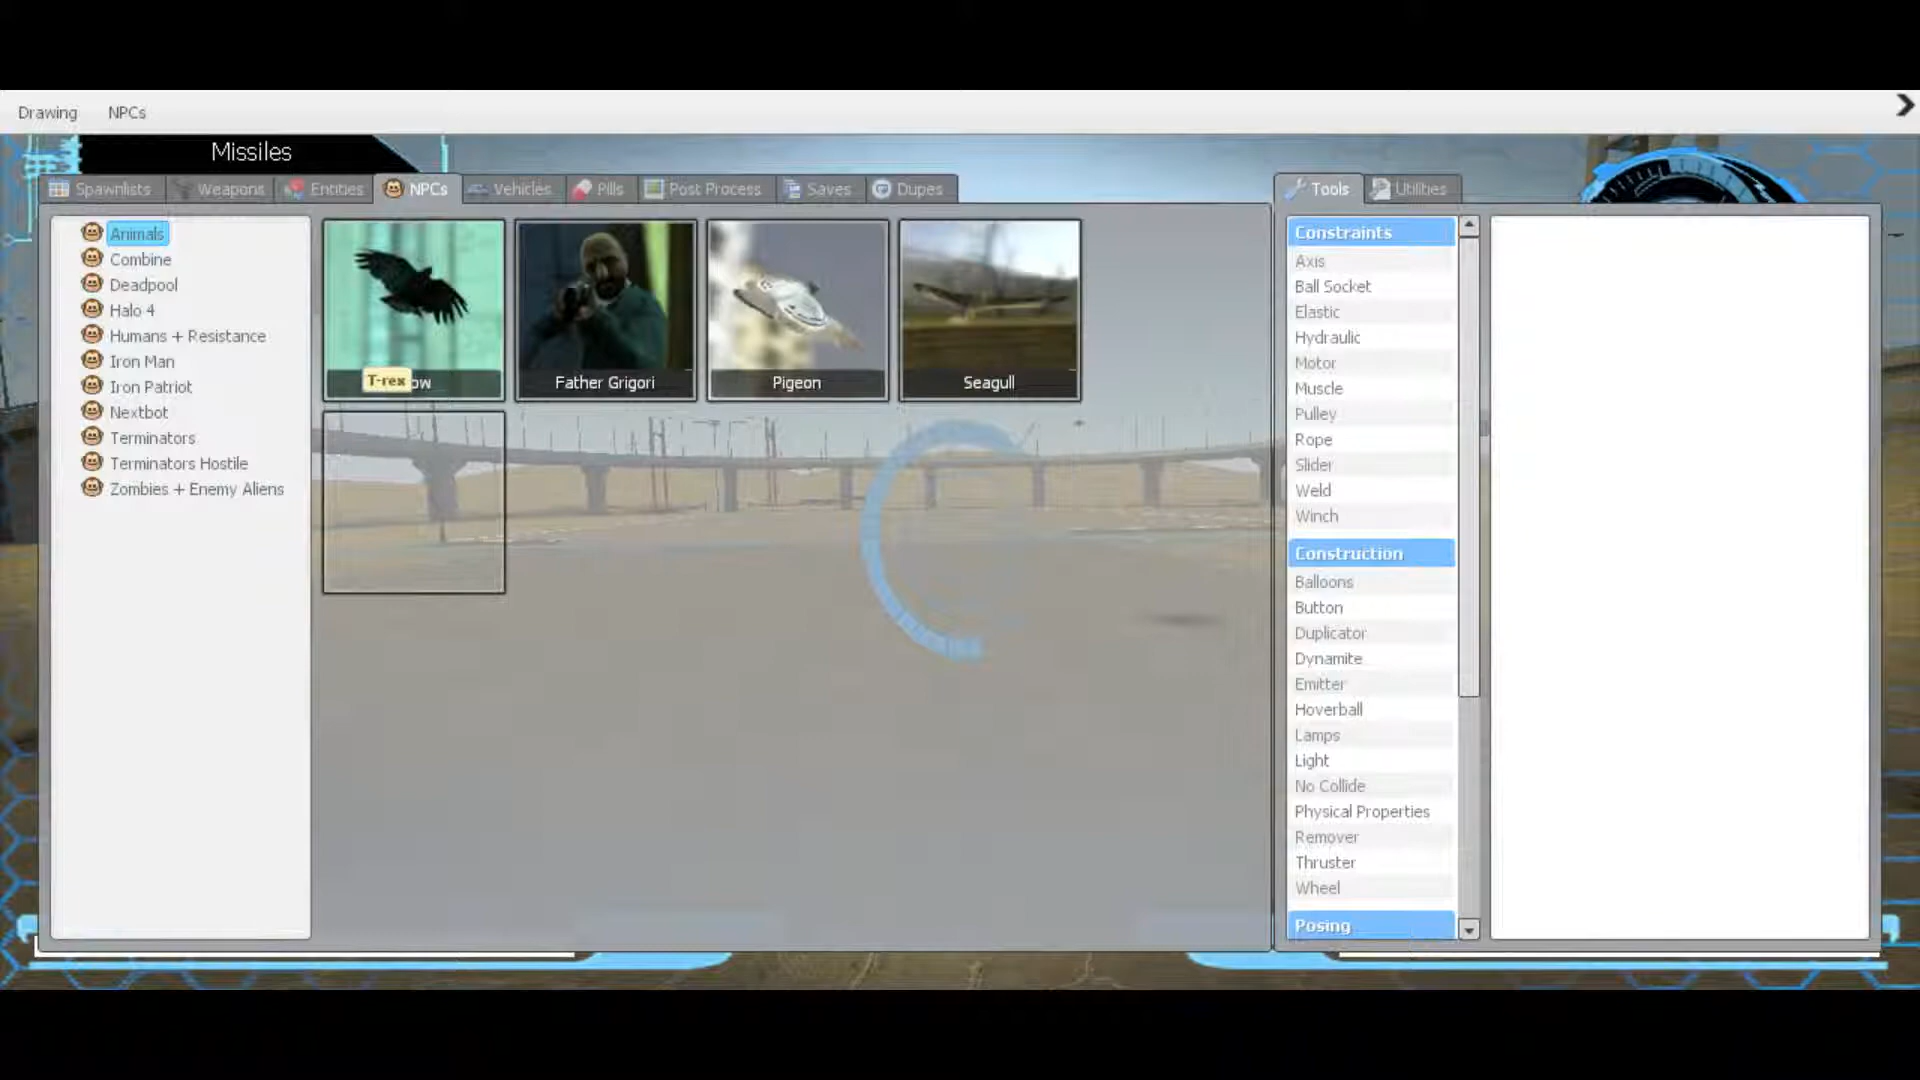 Drawing NPCs
Missiles
Spawnlists Weapons Entities NPCs Vehicles Pills Post Process Saves Dupes
Tools Utilities
Animals
Combine
Deadpool
Halo 4
Humans + Resistance
Iron Man
Iron Patriot
Nextbot
Terminators
Terminators Hostile
Zombies + Enemy Aliens
T-rex
Father Grigori
Pigeon
Seagull
Constraints
Axis
Ball Socket
Elastic
Hydraulic
Motor
Muscle
Pulley
Rope
Slider
Weld
Winch
Construction
Balloons
Button
Duplicator
Dynamite
Emitter
Hoverball
Lamps
Light
No Collide
Physical Properties
Remover
Thruster
Wheel
Posing